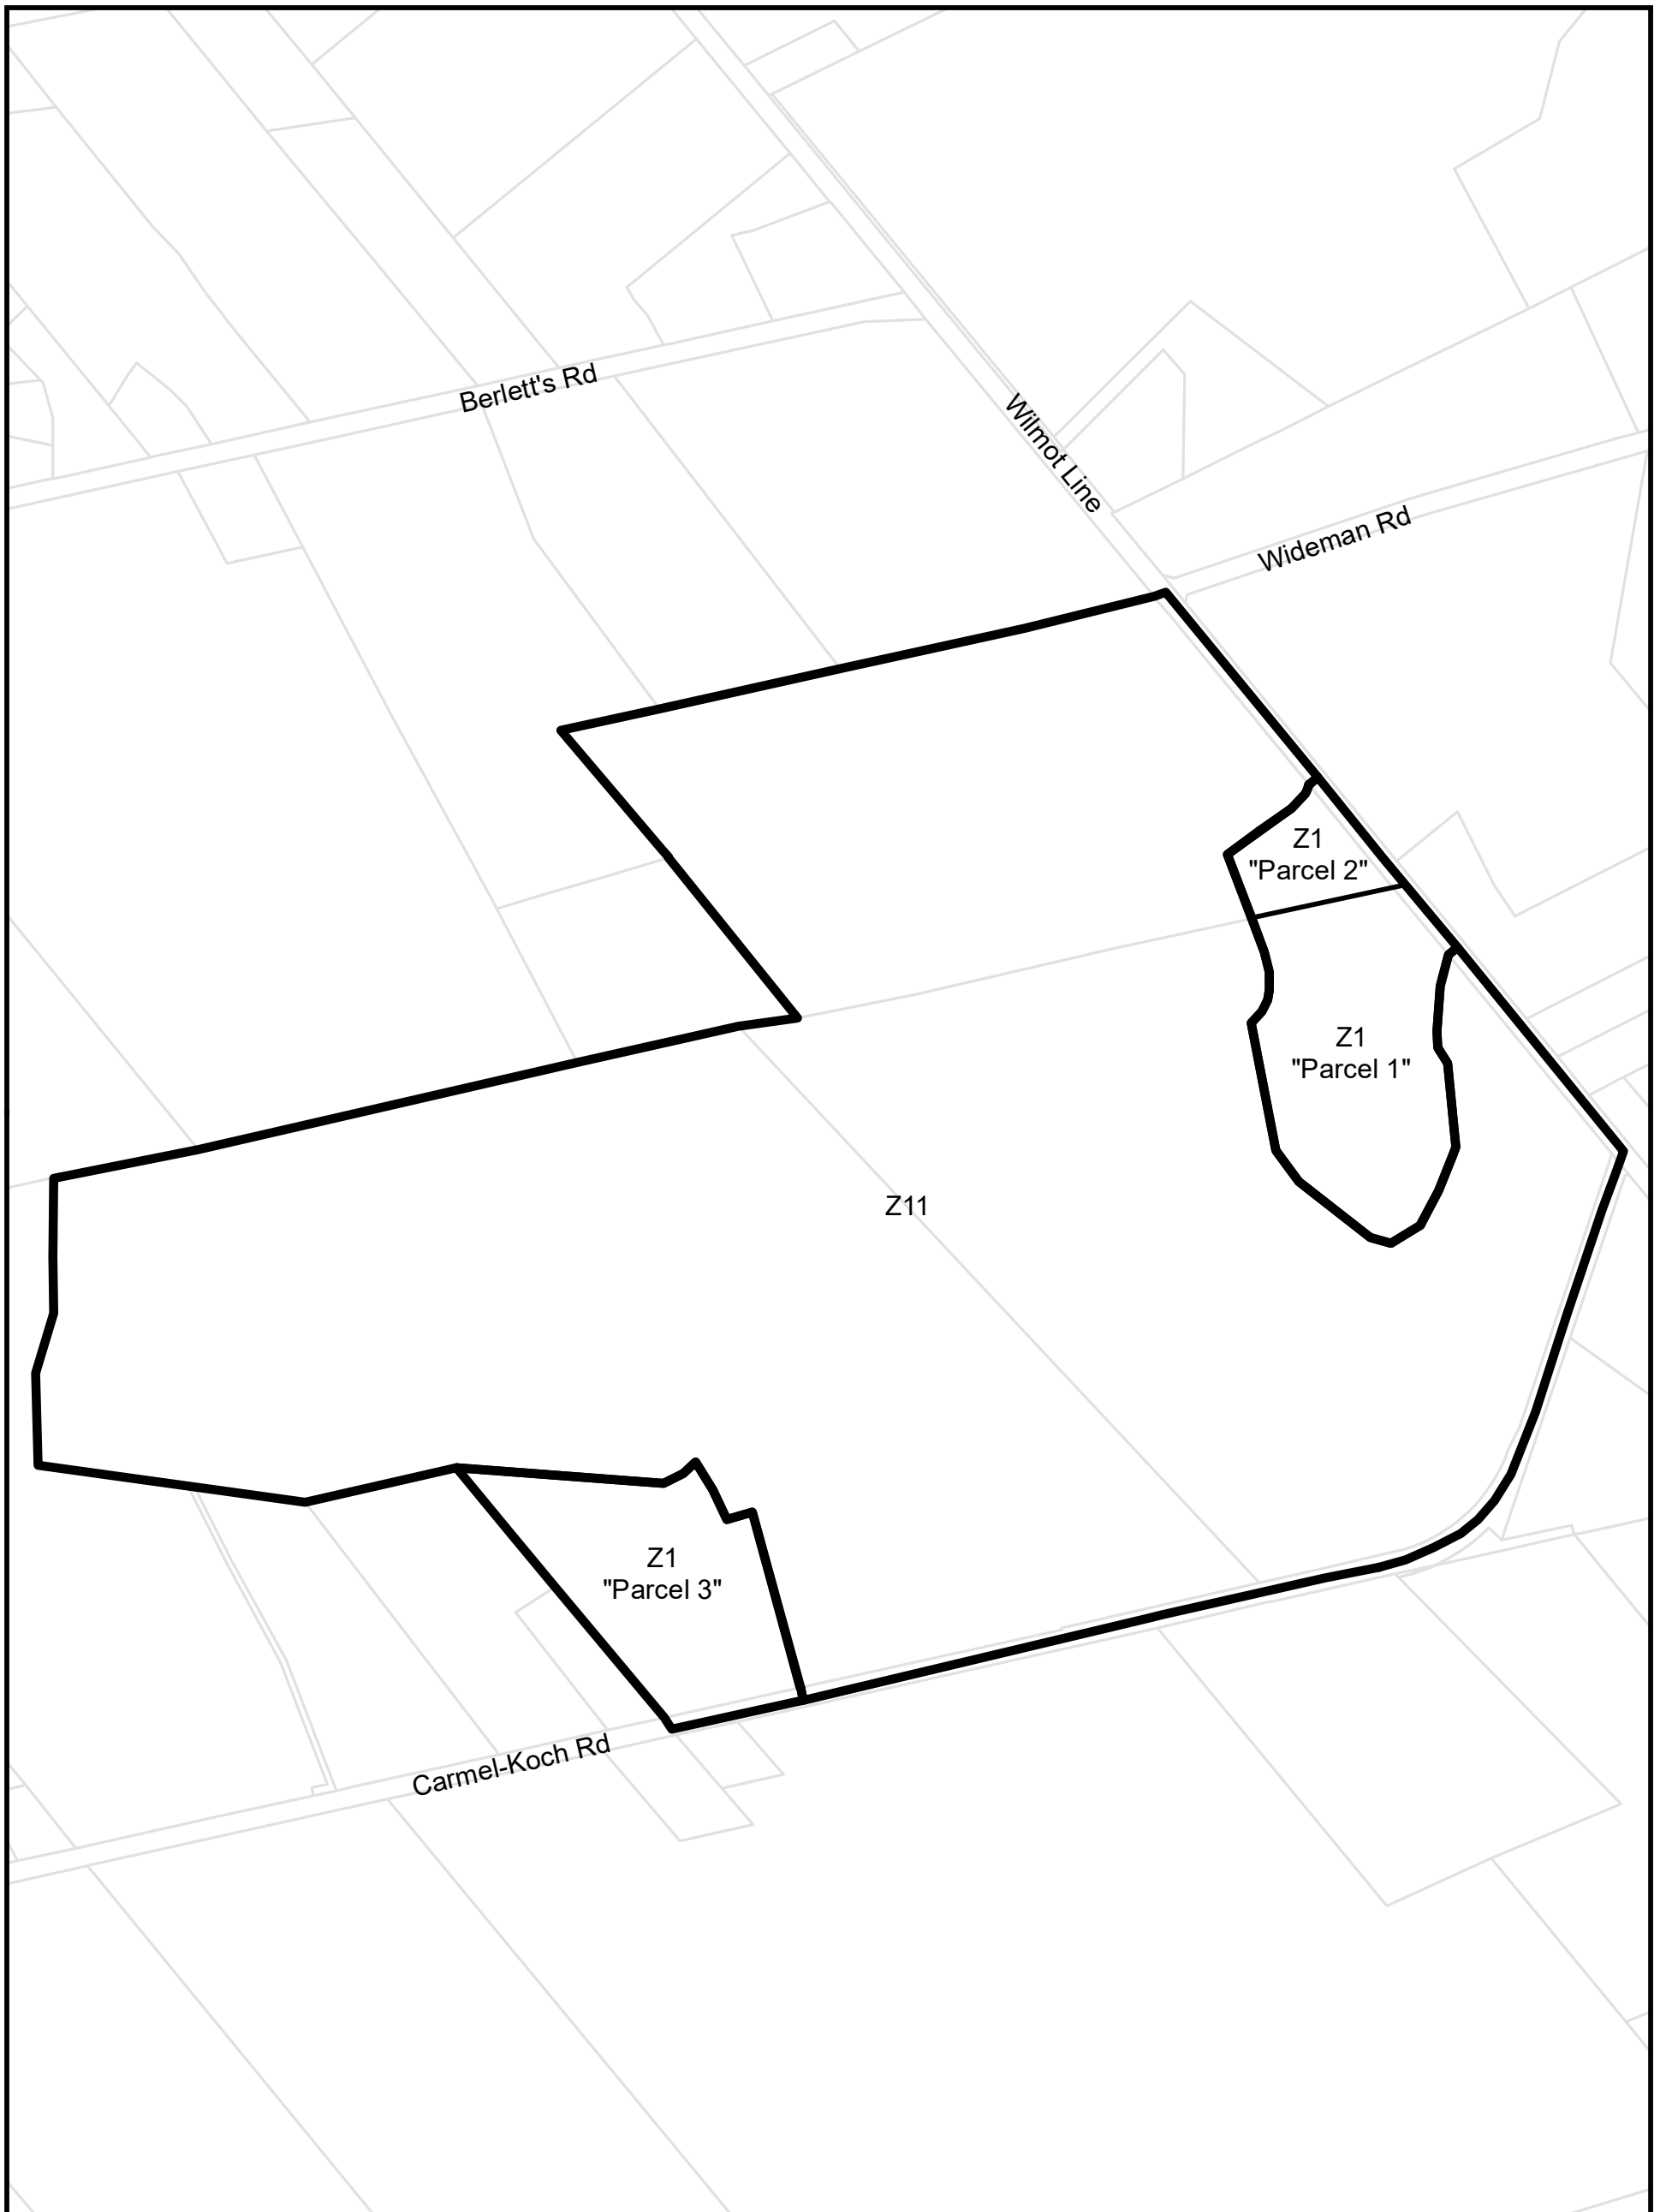 Berlett's Rd
Wilmot Line
Wideman Rd
Z1
"Parcel 2"
Z1
"Parcel 1"
Z11
Z1
"Parcel 3"
Carmel-Koch Rd